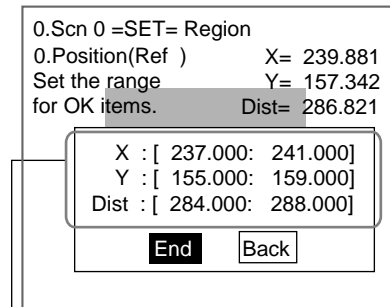 0.Scn 0 =SET= Region
0.Position(Ref ) X= 239.881
Set the range Y= 157.342
for OK items. Dist= 286.821
X :[ 237.000: 241.000]
Y :[ 155.000: 159.000]
Dist :[ 284.000: 288.000]
End Back